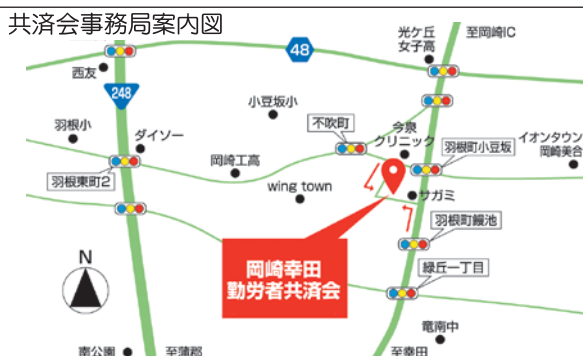 共済会事務局案内図
光ケ丘
女子高
至岡崎IC
48
西友
248
小豆坂小
不吹町
今泉
クリニック
羽根小
ダイソー
羽根町小豆坂
イオンタウン
岡崎美合
岡崎工高
羽根東町2
wing town
サガミ
羽根町鰻池
岡崎幸田
勤労者共済会
N
緑丘一丁目
竜南中
南公園
至蒲郡
至幸田